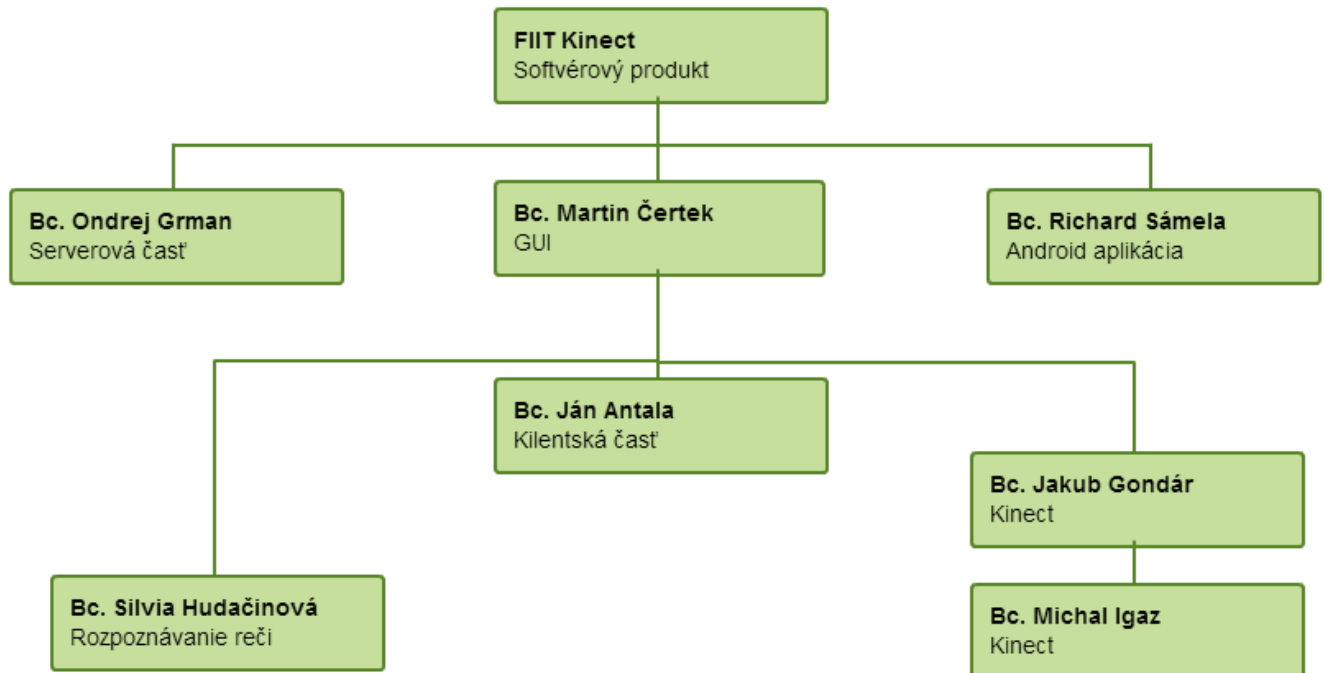 FIIT Kinect
Softvérový produkt
Bc. Ondrej Grman
Serverová časť
Bc. Martin Čertek
GUI
Bc. Richard Sámela
Android aplikácia
Bc. Ján Antala
Kilentská časť
Bc. Jakub Gondár
Kinect
Bc. Silvia Hudačinová
Rozpoznávanie reči
Bc. Michal Igaz
Kinect